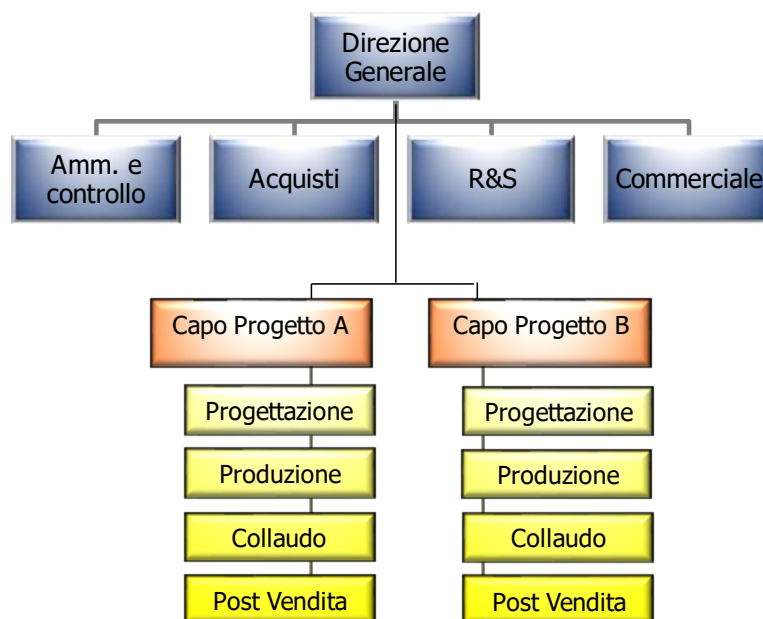 Direzione
Generale
Amm. e
controllo
Acquisti
R&S
Commerciale
Capo Progetto A
Capo Progetto B
Progettazione
Progettazione
Produzione
Produzione
Collaudo
Collaudo
Post Vendita
Post Vendita